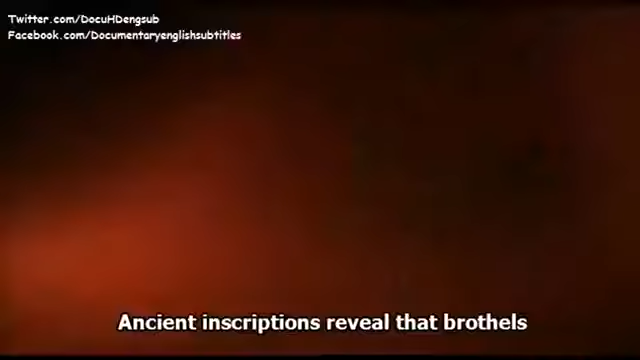 Twitter.com/DocuHDengsub
Facebook.com/Documentaryenglishsubtitles
Ancient inscriptions reveal that brothels